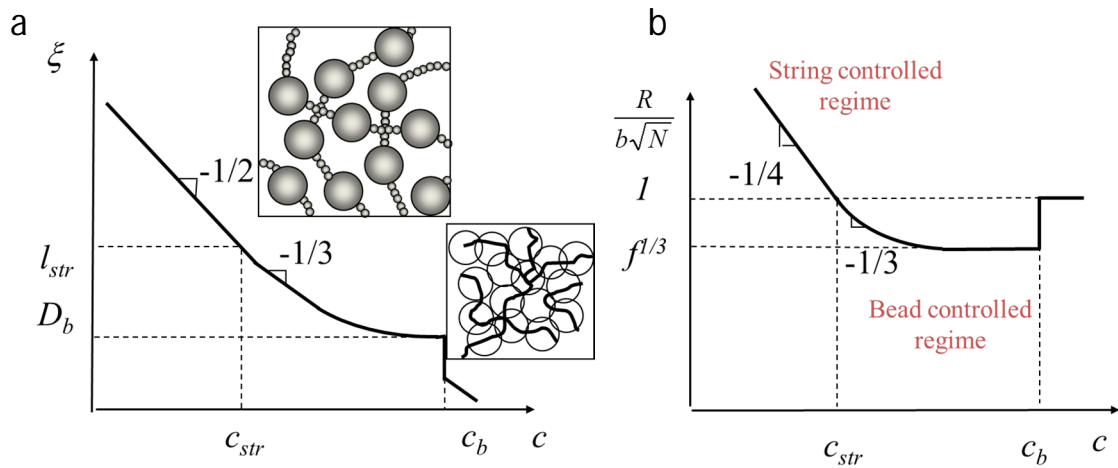 a
ξ
-1/2
-1/3
l_str
D_b
c_str
c_b
c
b
String controlled
regime
R
b√N
-1/4
1
f^1/3
-1/3
Bead controlled
regime
c_str
c_b
c